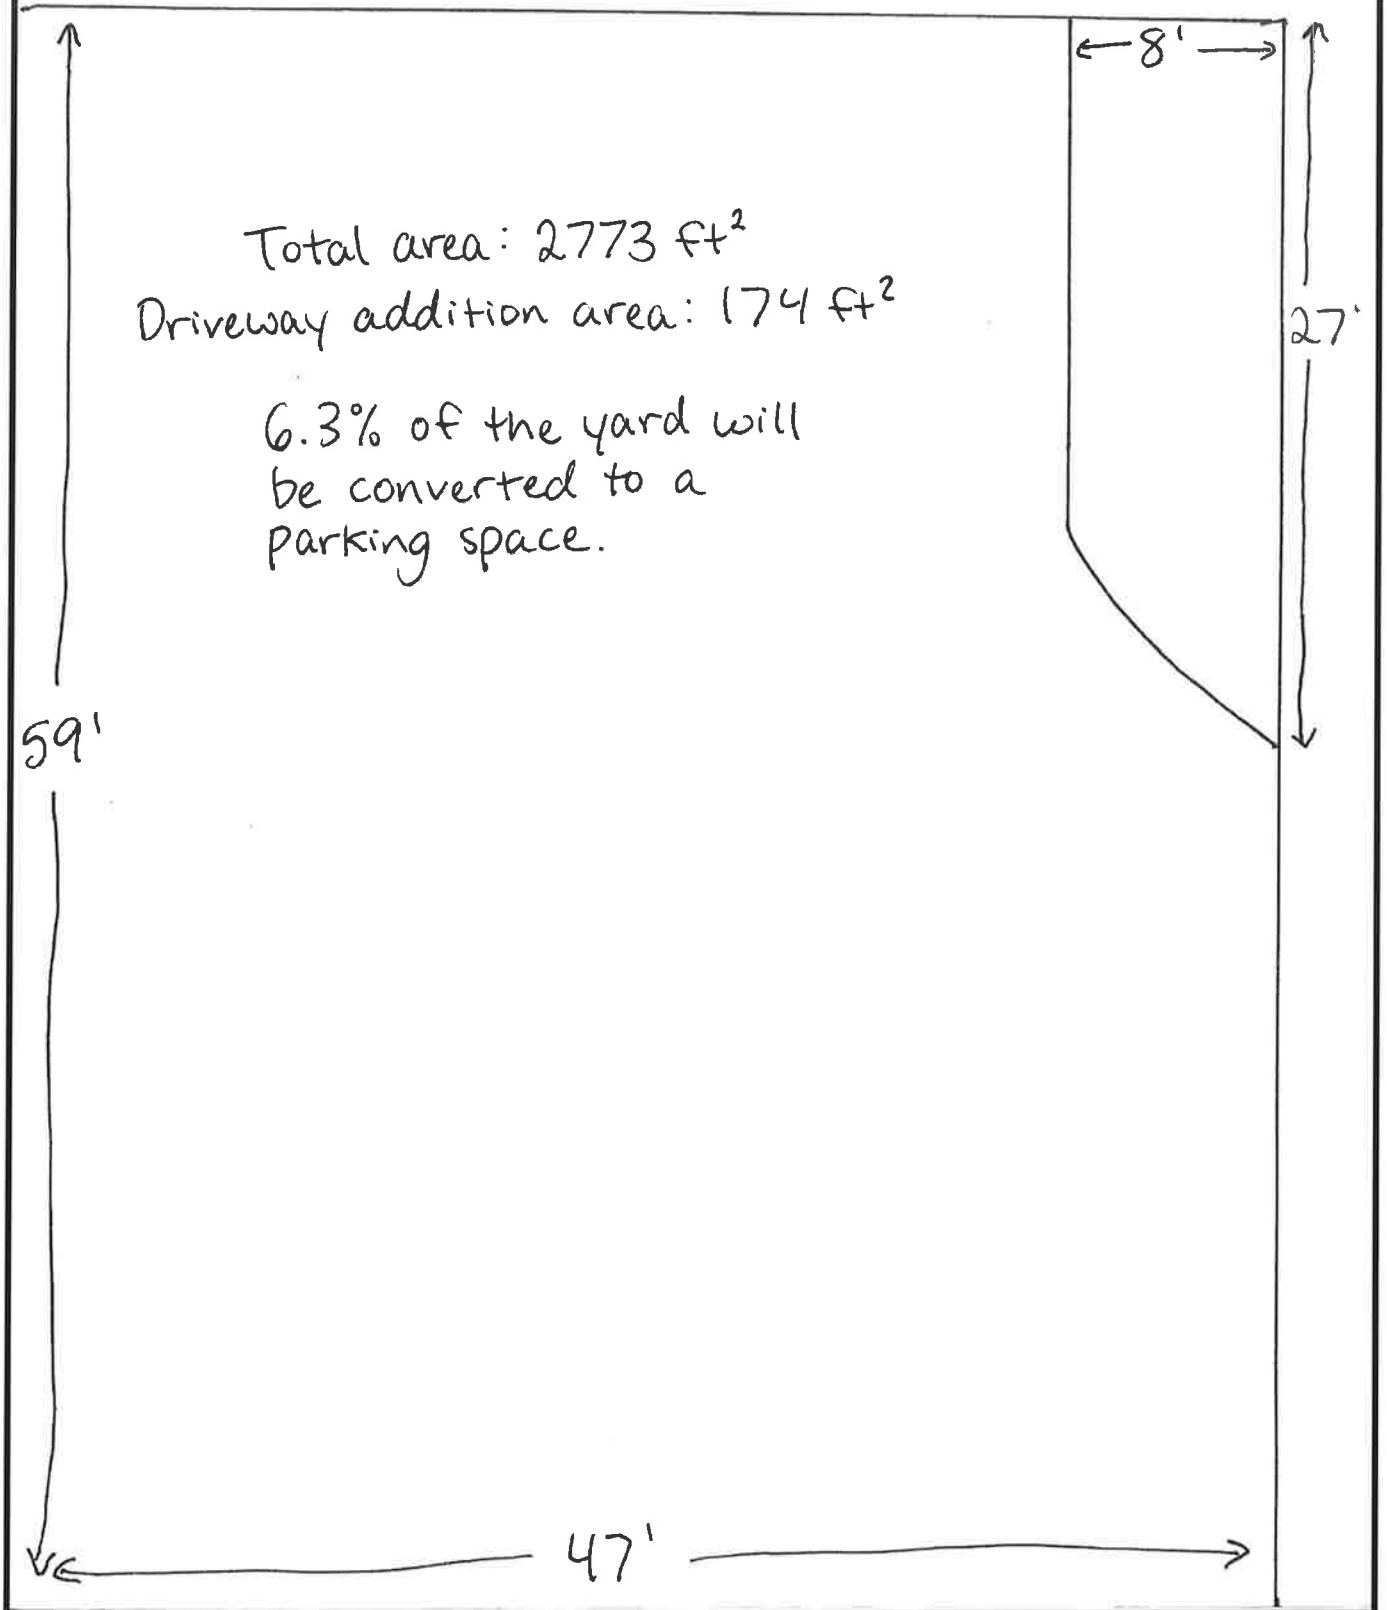 8'
Total area: 2773 ft²
Driveway addition area: 174 ft²
27'
6.3% of the yard will
be converted to a
parking space.
59'
47'